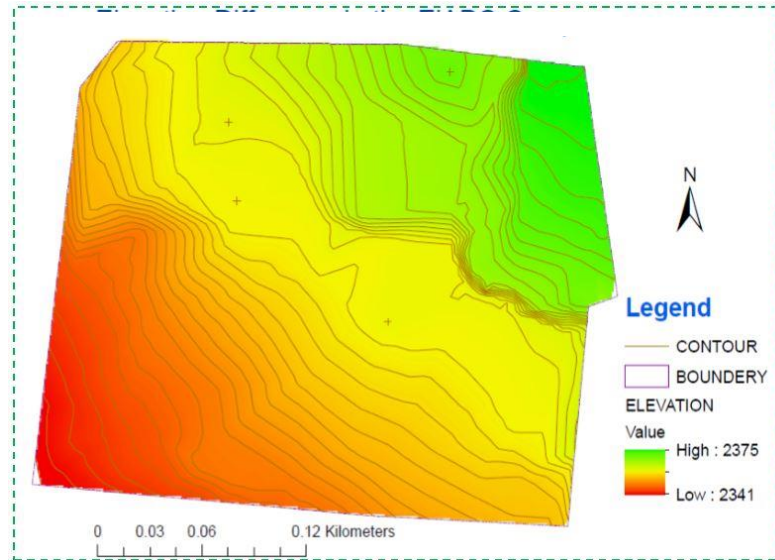 N
Legend
CONTOUR
BOUNDERY
ELEVATION
Value
High : 2375
Low : 2341
0 0.03 0.06 0.12 Kilometers